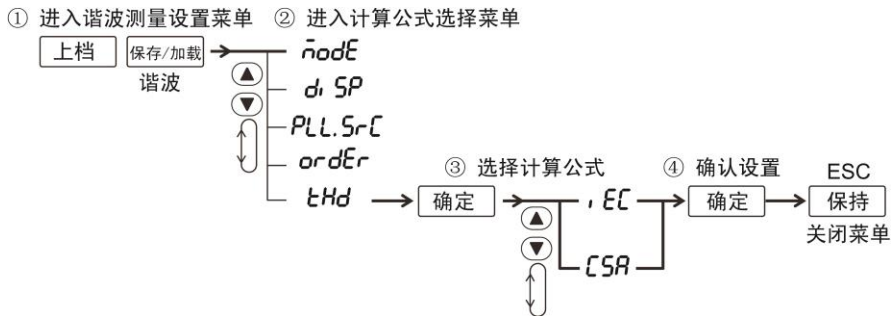 ① 进入谐波测量设置菜单 ② 进入计算公式选择菜单
上档 保存/加载 modE
谐波 di SP
PLL.SrC
ordEr
③ 选择计算公式 ④ 确认设置 ESC
tHd 确定 iEC 确定 保持
关闭菜单
CSA